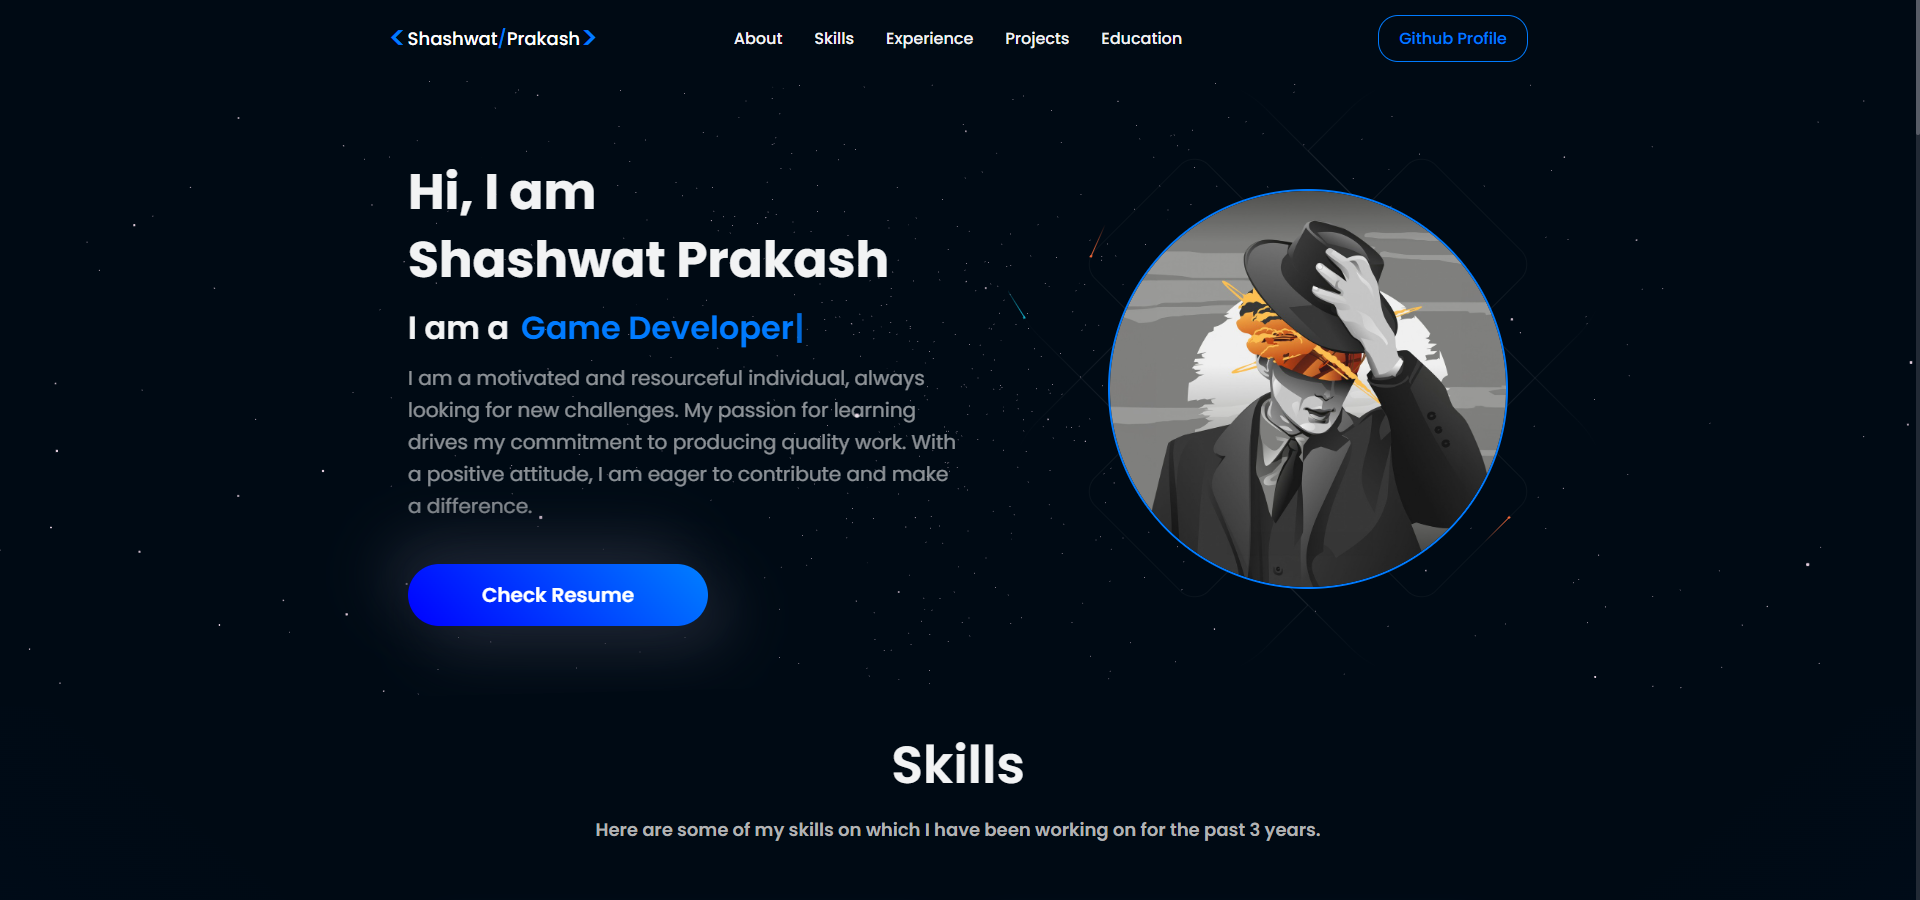 <Shashwat/Prakash>
About Skills Experience Projects Education
Github Profile
Hi, I am
Shashwat Prakash
I am a Game Developer|
I am a motivated and resourceful individual, always
looking for new challenges. My passion for learning
drives my commitment to producing quality work. With
a positive attitude, I am eager to contribute and make
a difference.
Check Resume
Skills
Here are some of my skills on which I have been working on for the past 3 years.